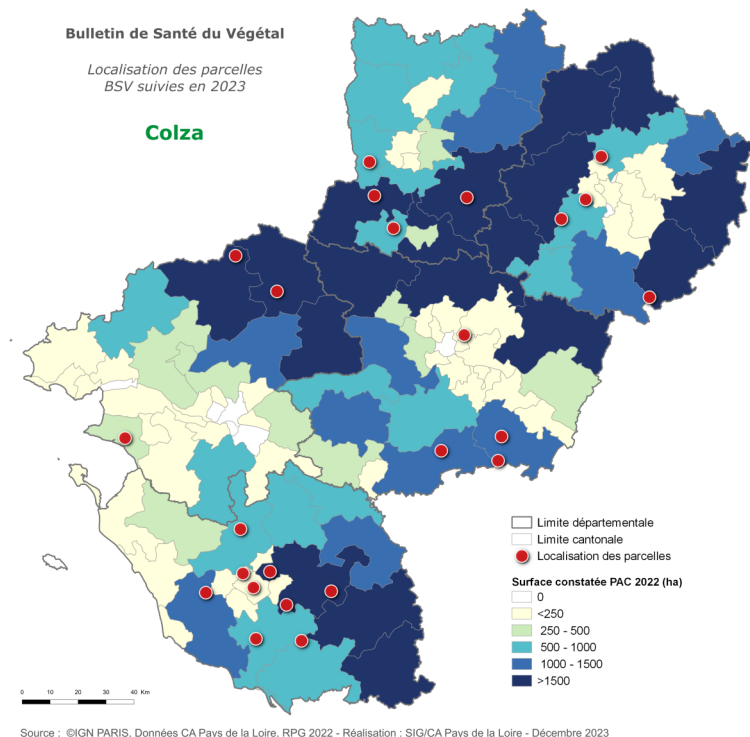 Bulletin de Santé du Végétal
Localisation des parcelles
BSV suivies en 2023
Colza
Limite départementale
Limite cantonale
Localisation des parcelles
Surface constatée PAC 2022 (ha)
0
<250
250 - 500
500 - 1000
1000 - 1500
>1500
0 10 20 30 40 Km
Source : ©IGN PARIS, Données CA Pays de la Loire, RPG 2022 - Réalisation : SIG/CA Pays de la Loire - Décembre 2023